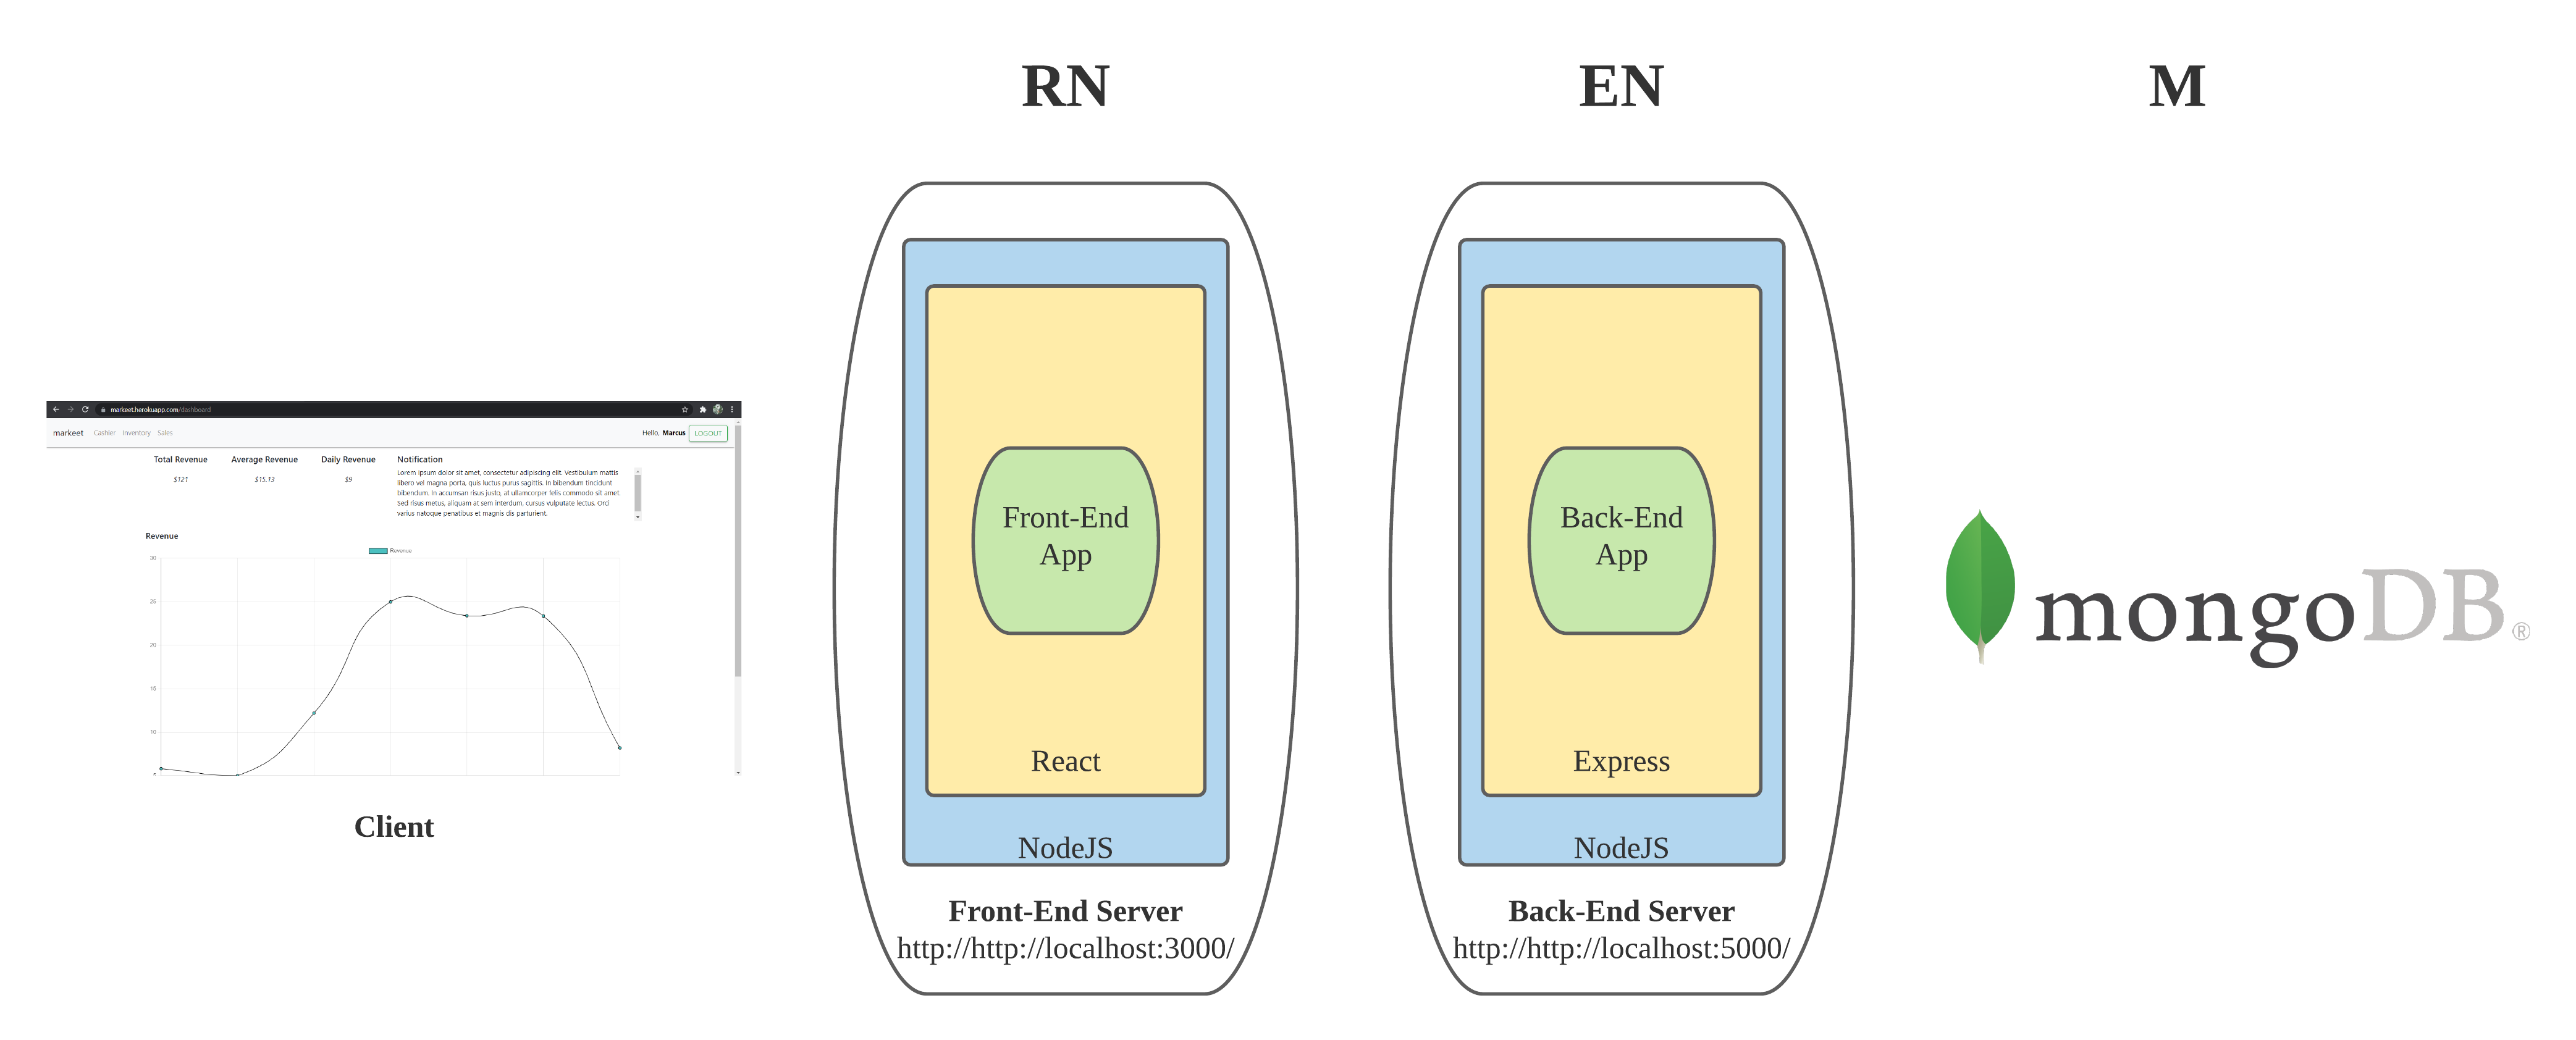 RN
EN
M
markeet.herokuapp.com/dashboard
markeet Cashier Inventory Sales
Hello, Marcus LOGOUT
Total Revenue
$121
Average Revenue
$15.13
Daily Revenue
$9
Notification
Lorem ipsum dolor sit amet, consectetur adipiscing elit. Vestibulum mattis
libero vel magna porta, quis luctus purus sagittis. In bibendum tincidunt
bibendum. In accumsan risus justo, at ullamcorper felis commodo sit amet.
Sed risus metus, aliquam at sem interdum, cursus vulputate lectus. Orci
varius natoque penatibus et magnis dis parturient.
Revenue
Revenue
30
25
20
15
10
Client
Front-End
App
React
NodeJS
Front-End Server
http://http://localhost:3000/
Back-End
App
Express
NodeJS
Back-End Server
http://http://localhost:5000/
mongoDB®